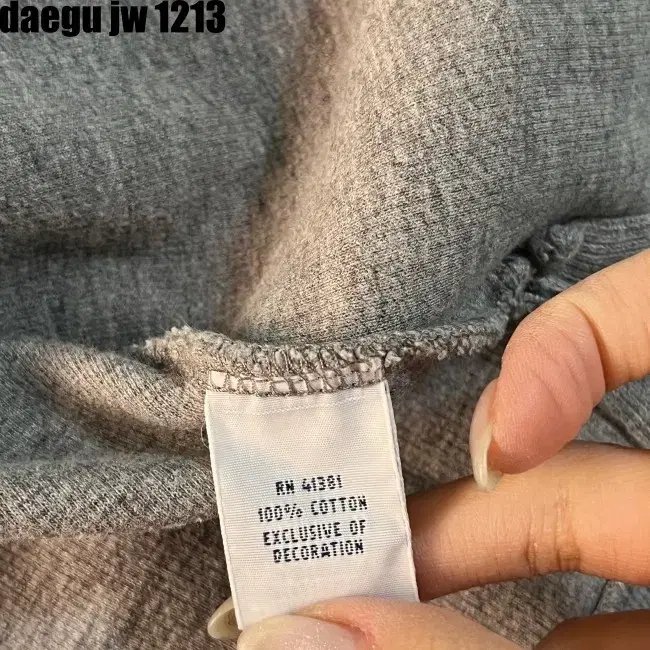 daegu jw 1213
RN 41381
100% COTTON
EXCLUSIVE OF
DECORATION